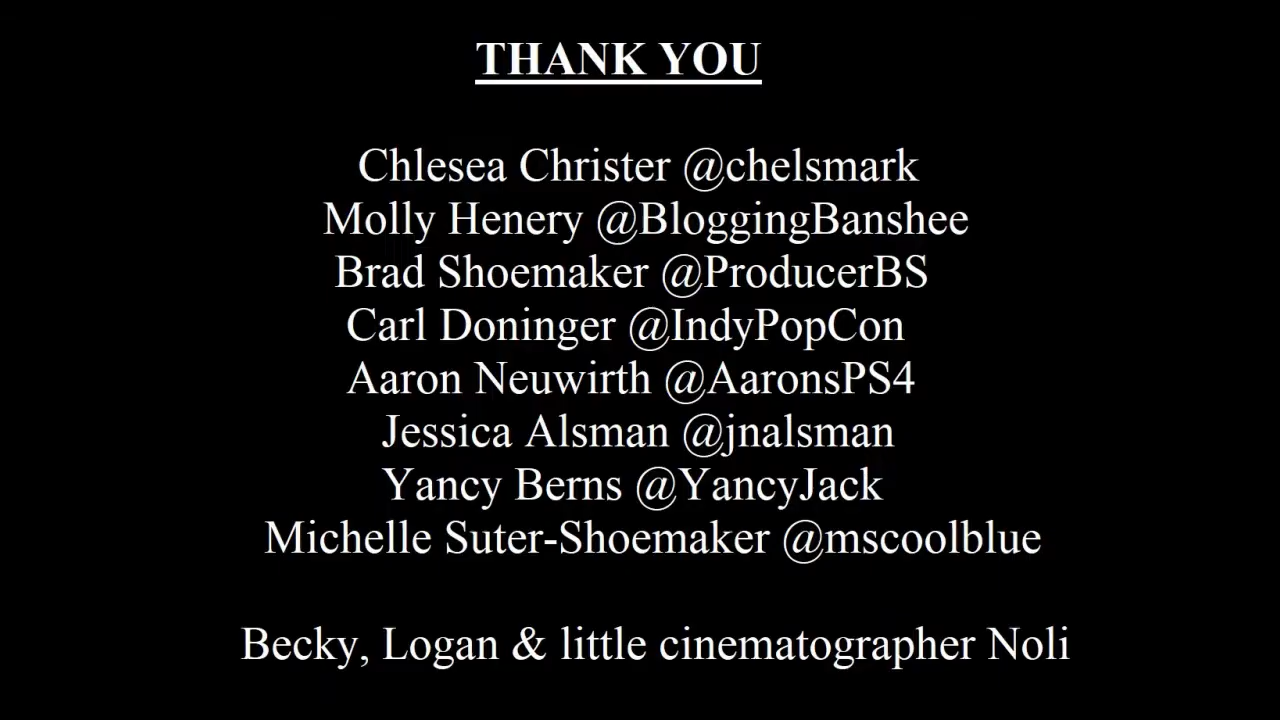 THANK YOU
Chlesea Christer @chelsmark
Molly Henery @BloggingBanshee
Brad Shoemaker @ProducerBS
Carl Doninger @IndyPopCon
Aaron Neuwirth @AaronsPS4
Jessica Alsman @jnalsman
Yancy Berns @YancyJack
Michelle Suter-Shoemaker @mscoolblue
Becky, Logan & little cinematographer Noli